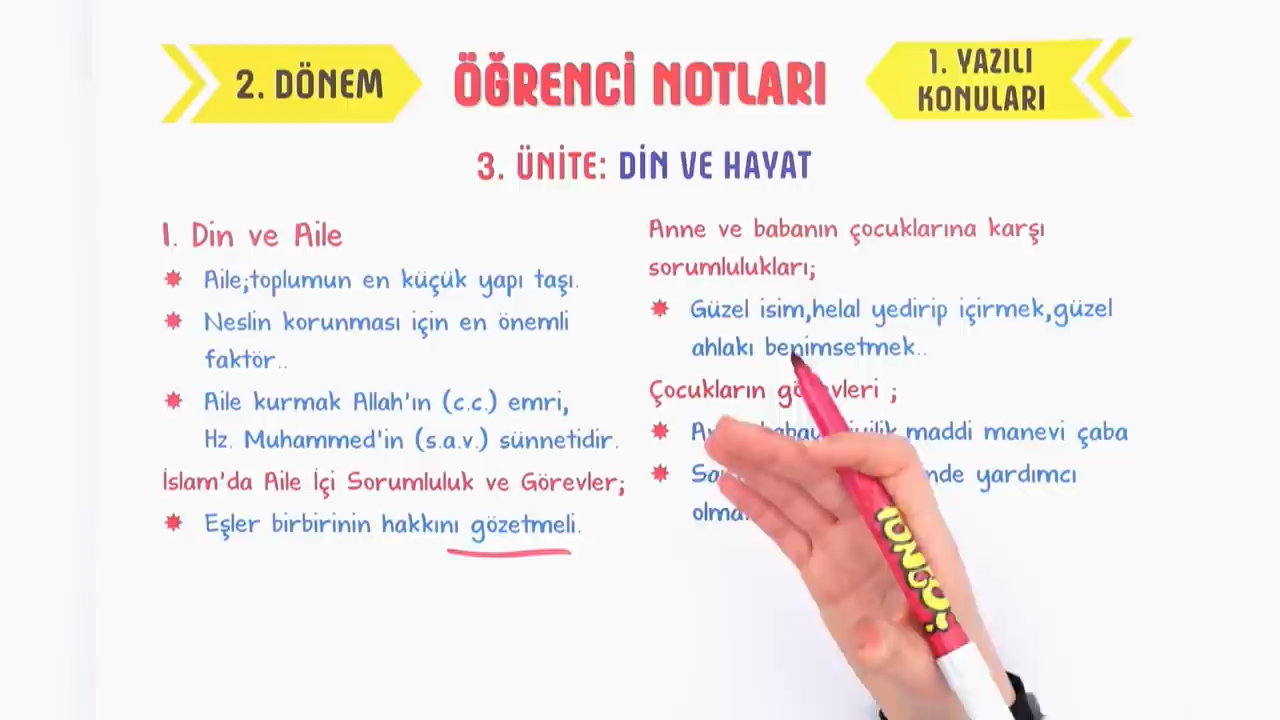 2. DÖNEM
ÖĞRENCİ NOTLARI
1. YAZILI
KONULARI
3. ÜNİTE: DİN VE HAYAT
1. Din ve Aile
Aile;toplumun en küçük yapı taşı.
Neslin korunması için en önemli
faktör..
Aile kurmak Allah'ın (c.c.) emri,
Hz. Muhammed'in (s.a.v.) sünnetidir.
İslam'da Aile İçi Sorumluluk ve Görevler;
Eşler birbirinin hakkını gözetmeli.
Anne ve babanın çocuklarına karşı
sorumlulukları;
Güzel isim,helal yedirip içirmek,güzel
ahlakı benimsetmek..
Çocukların görevleri ;
maddi manevi çaba
yardımcı